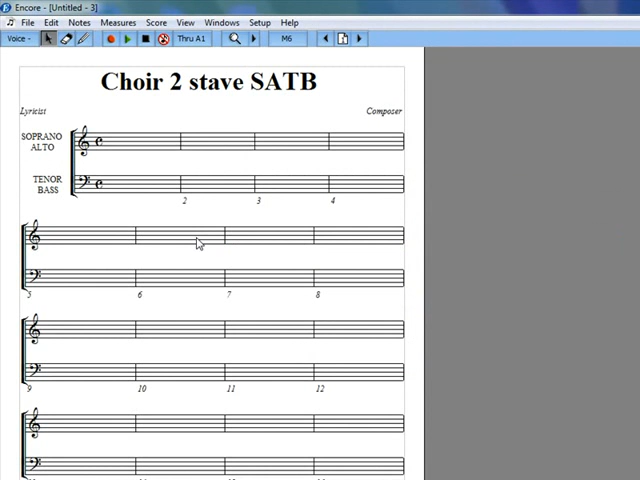 Encore - [Untitled - 3]
File Edit Notes Measures Score View Windows Setup Help
Voice - Thru A1 M6
Choir 2 stave SATB
Lyricist Composer
SOPRANO
ALTO
TENOR
BASS
2 3 4
5 6 7 8
9 10 11 12